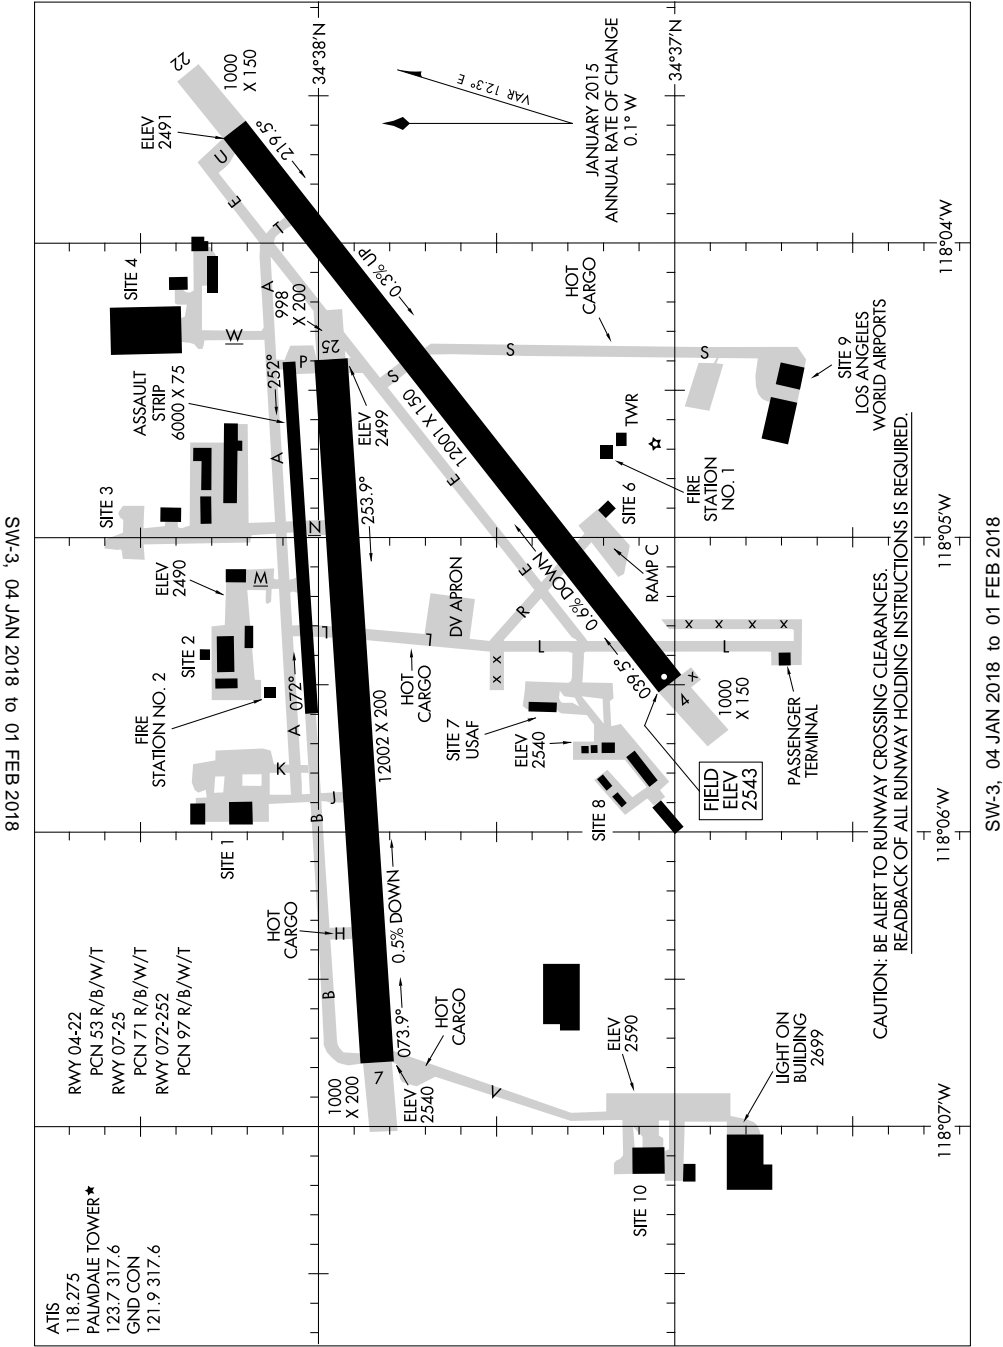 ATIS
118.275
PALMDALE TOWER★
123.7 317.6
GND CON
121.9 317.6
RWY 04-22
PCN 53 R/B/W/T
RWY 07-25
PCN 71 R/B/W/T
RWY 072-252
PCN 97 R/B/W/T
7
1000
X 200
ELEV
2540
073.9°
0.5% DOWN
HOT
CARGO
V
B
H
HOT
CARGO
B
J
K
A
072°
12002 X 200
SITE 1
FIRE
STATION NO. 2
SITE 2
ELEV
2490
M
SITE 3
N
L
L
HOT
CARGO
DV APRON
ASSAULT
STRIP
6000 X 75
A
252°
253.9°
P
25
ELEV
2499
998
X 200
SITE 4
W
A
T
E
U
ELEV
2491
22
1000
X 150
219.5°
0.3% UP
12001 X 150
S
S
S
HOT
CARGO
E
E
R
L
L
0.6% DOWN
039.5°
4
1000
X 150
X
X
X
X
X
X
X
FIELD
ELEV
2543
PASSENGER
TERMINAL
RAMP C
SITE 6
FIRE
STATION
NO. 1
TWR
SITE 7
USAF
ELEV
2540
SITE 8
SITE 9
LOS ANGELES
WORLD AIRPORTS
SITE 10
ELEV
2590
LIGHT ON
BUILDING
2699
VAR 12.3° E
JANUARY 2015
ANNUAL RATE OF CHANGE
0.1° W
34°38'N
34°37'N
118°04'W
118°05'W
118°06'W
118°07'W
CAUTION: BE ALERT TO RUNWAY CROSSING CLEARANCES.
READBACK OF ALL RUNWAY HOLDING INSTRUCTIONS IS REQUIRED.
SW-3, 04 JAN 2018 to 01 FEB 2018
SW-3, 04 JAN 2018 to 01 FEB 2018